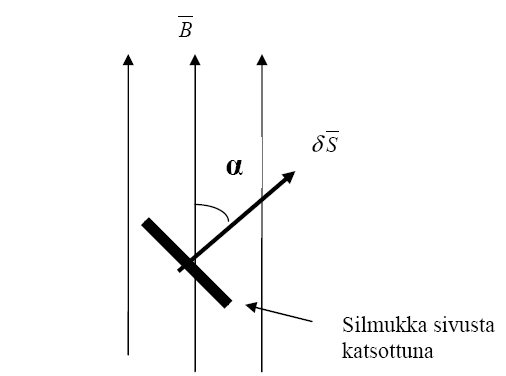 B̅
δS̅
α
Silmukka sivusta
katsottuna